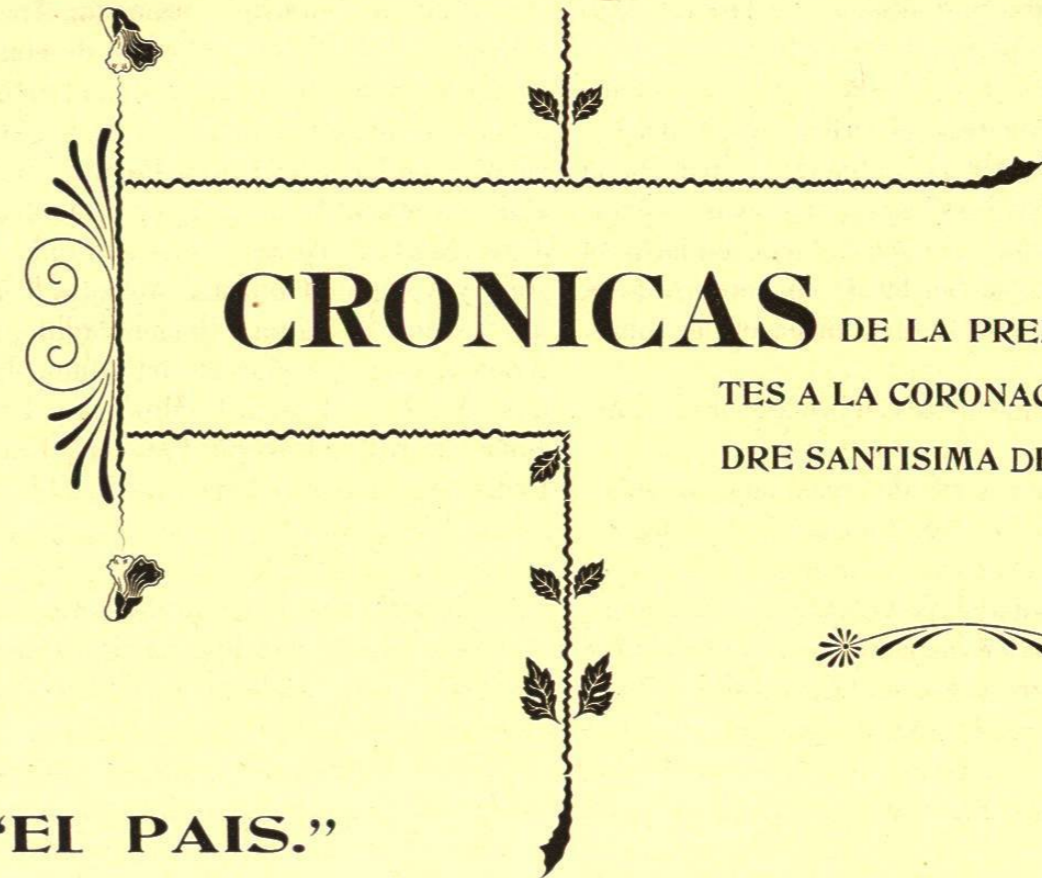 CRONICAS DE LA PRE
TES A LA CORONAC
DRE SANTISIMA DE
"EL PAIS."